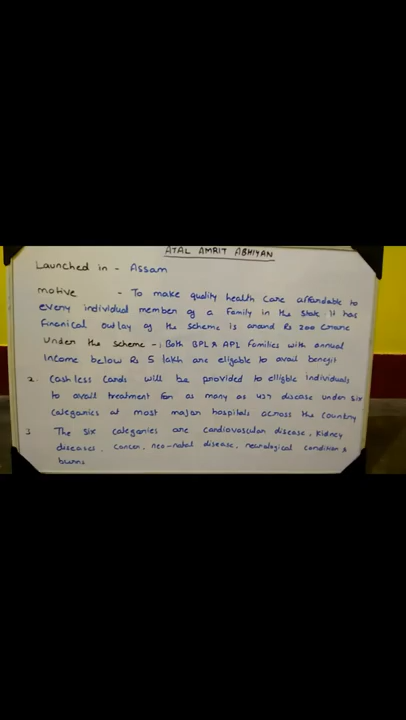 ATAL AMRIT ABHIYAN
Launched in - Assam
motive - To make quality health care affordable to
every individual member of a Family in the State. It has
Finanical outlay of the scheme is around Rs 200 crore
Under the scheme - 1 Both BPL & APL Families with annual
Income below Rs 5 lakh are eligable to avail benefit
2. Cashless Cards will be provided to elligble individuals
to avail treatment for as many as 437 disease under six
categories at most major hospitals across the country
3 The six categories are cardiovascular disease, Kidney
diseases, cancer, neo-natal disease, neurological condition &
burns